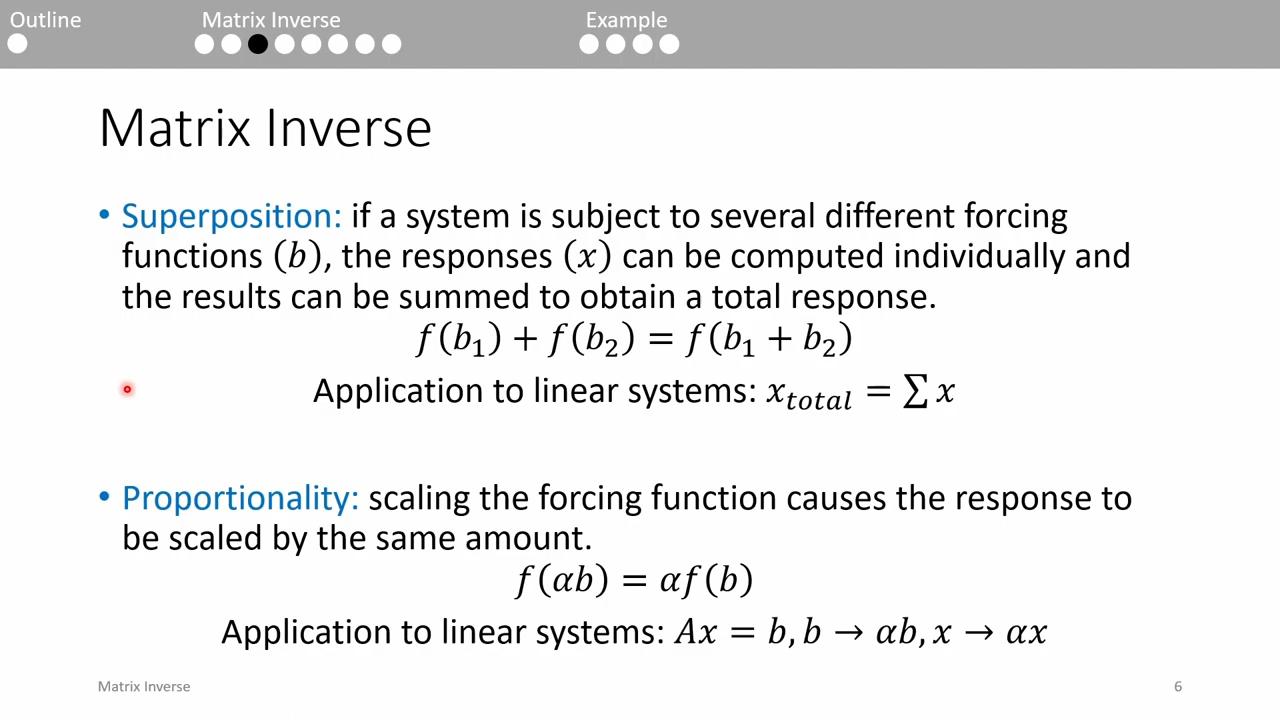 Outline Matrix Inverse Example
Matrix Inverse
• Superposition: if a system is subject to several different forcing
functions (𝑏), the responses (𝑥) can be computed individually and
the results can be summed to obtain a total response.
𝑓(𝑏₁) + 𝑓(𝑏₂) = 𝑓(𝑏₁ + 𝑏₂)
Application to linear systems: 𝑥ₜₒₜₐₗ = ∑ 𝑥
• Proportionality: scaling the forcing function causes the response to
be scaled by the same amount.
𝑓(𝛼𝑏) = 𝛼𝑓(𝑏)
Application to linear systems: 𝐴𝑥 = 𝑏, 𝑏 → 𝛼𝑏, 𝑥 → 𝛼𝑥
Matrix Inverse 6